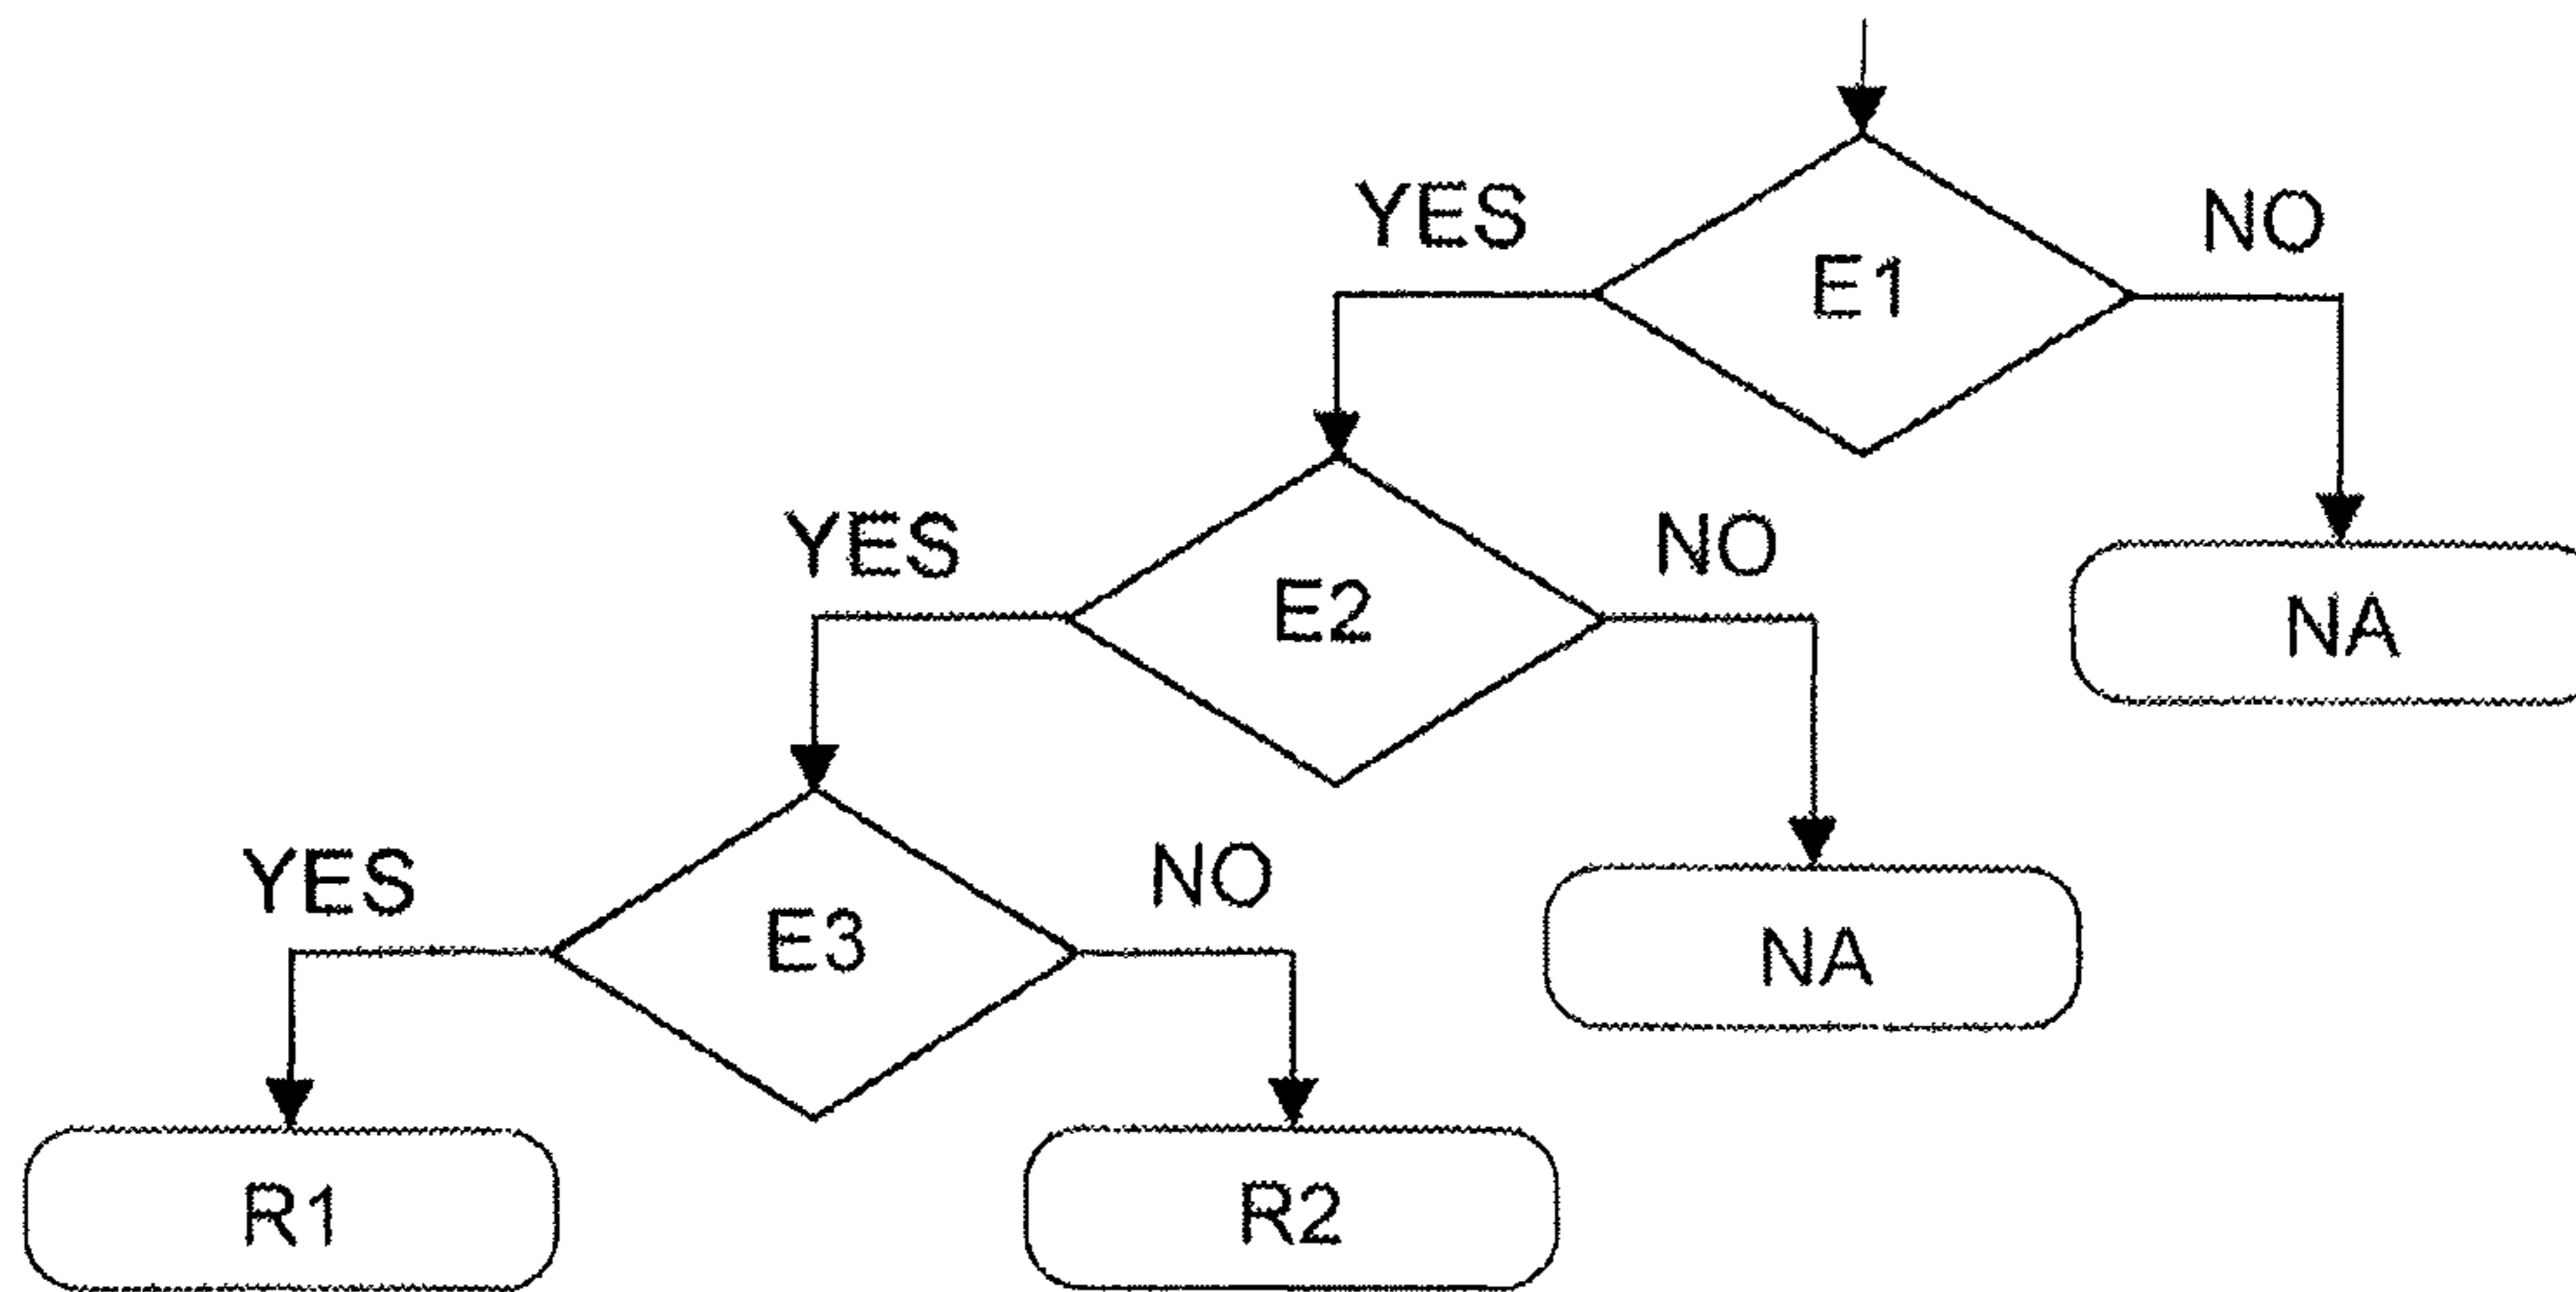 YES
NO
E1
YES
NO
E2
NA
YES
NO
E3
NA
R1
R2